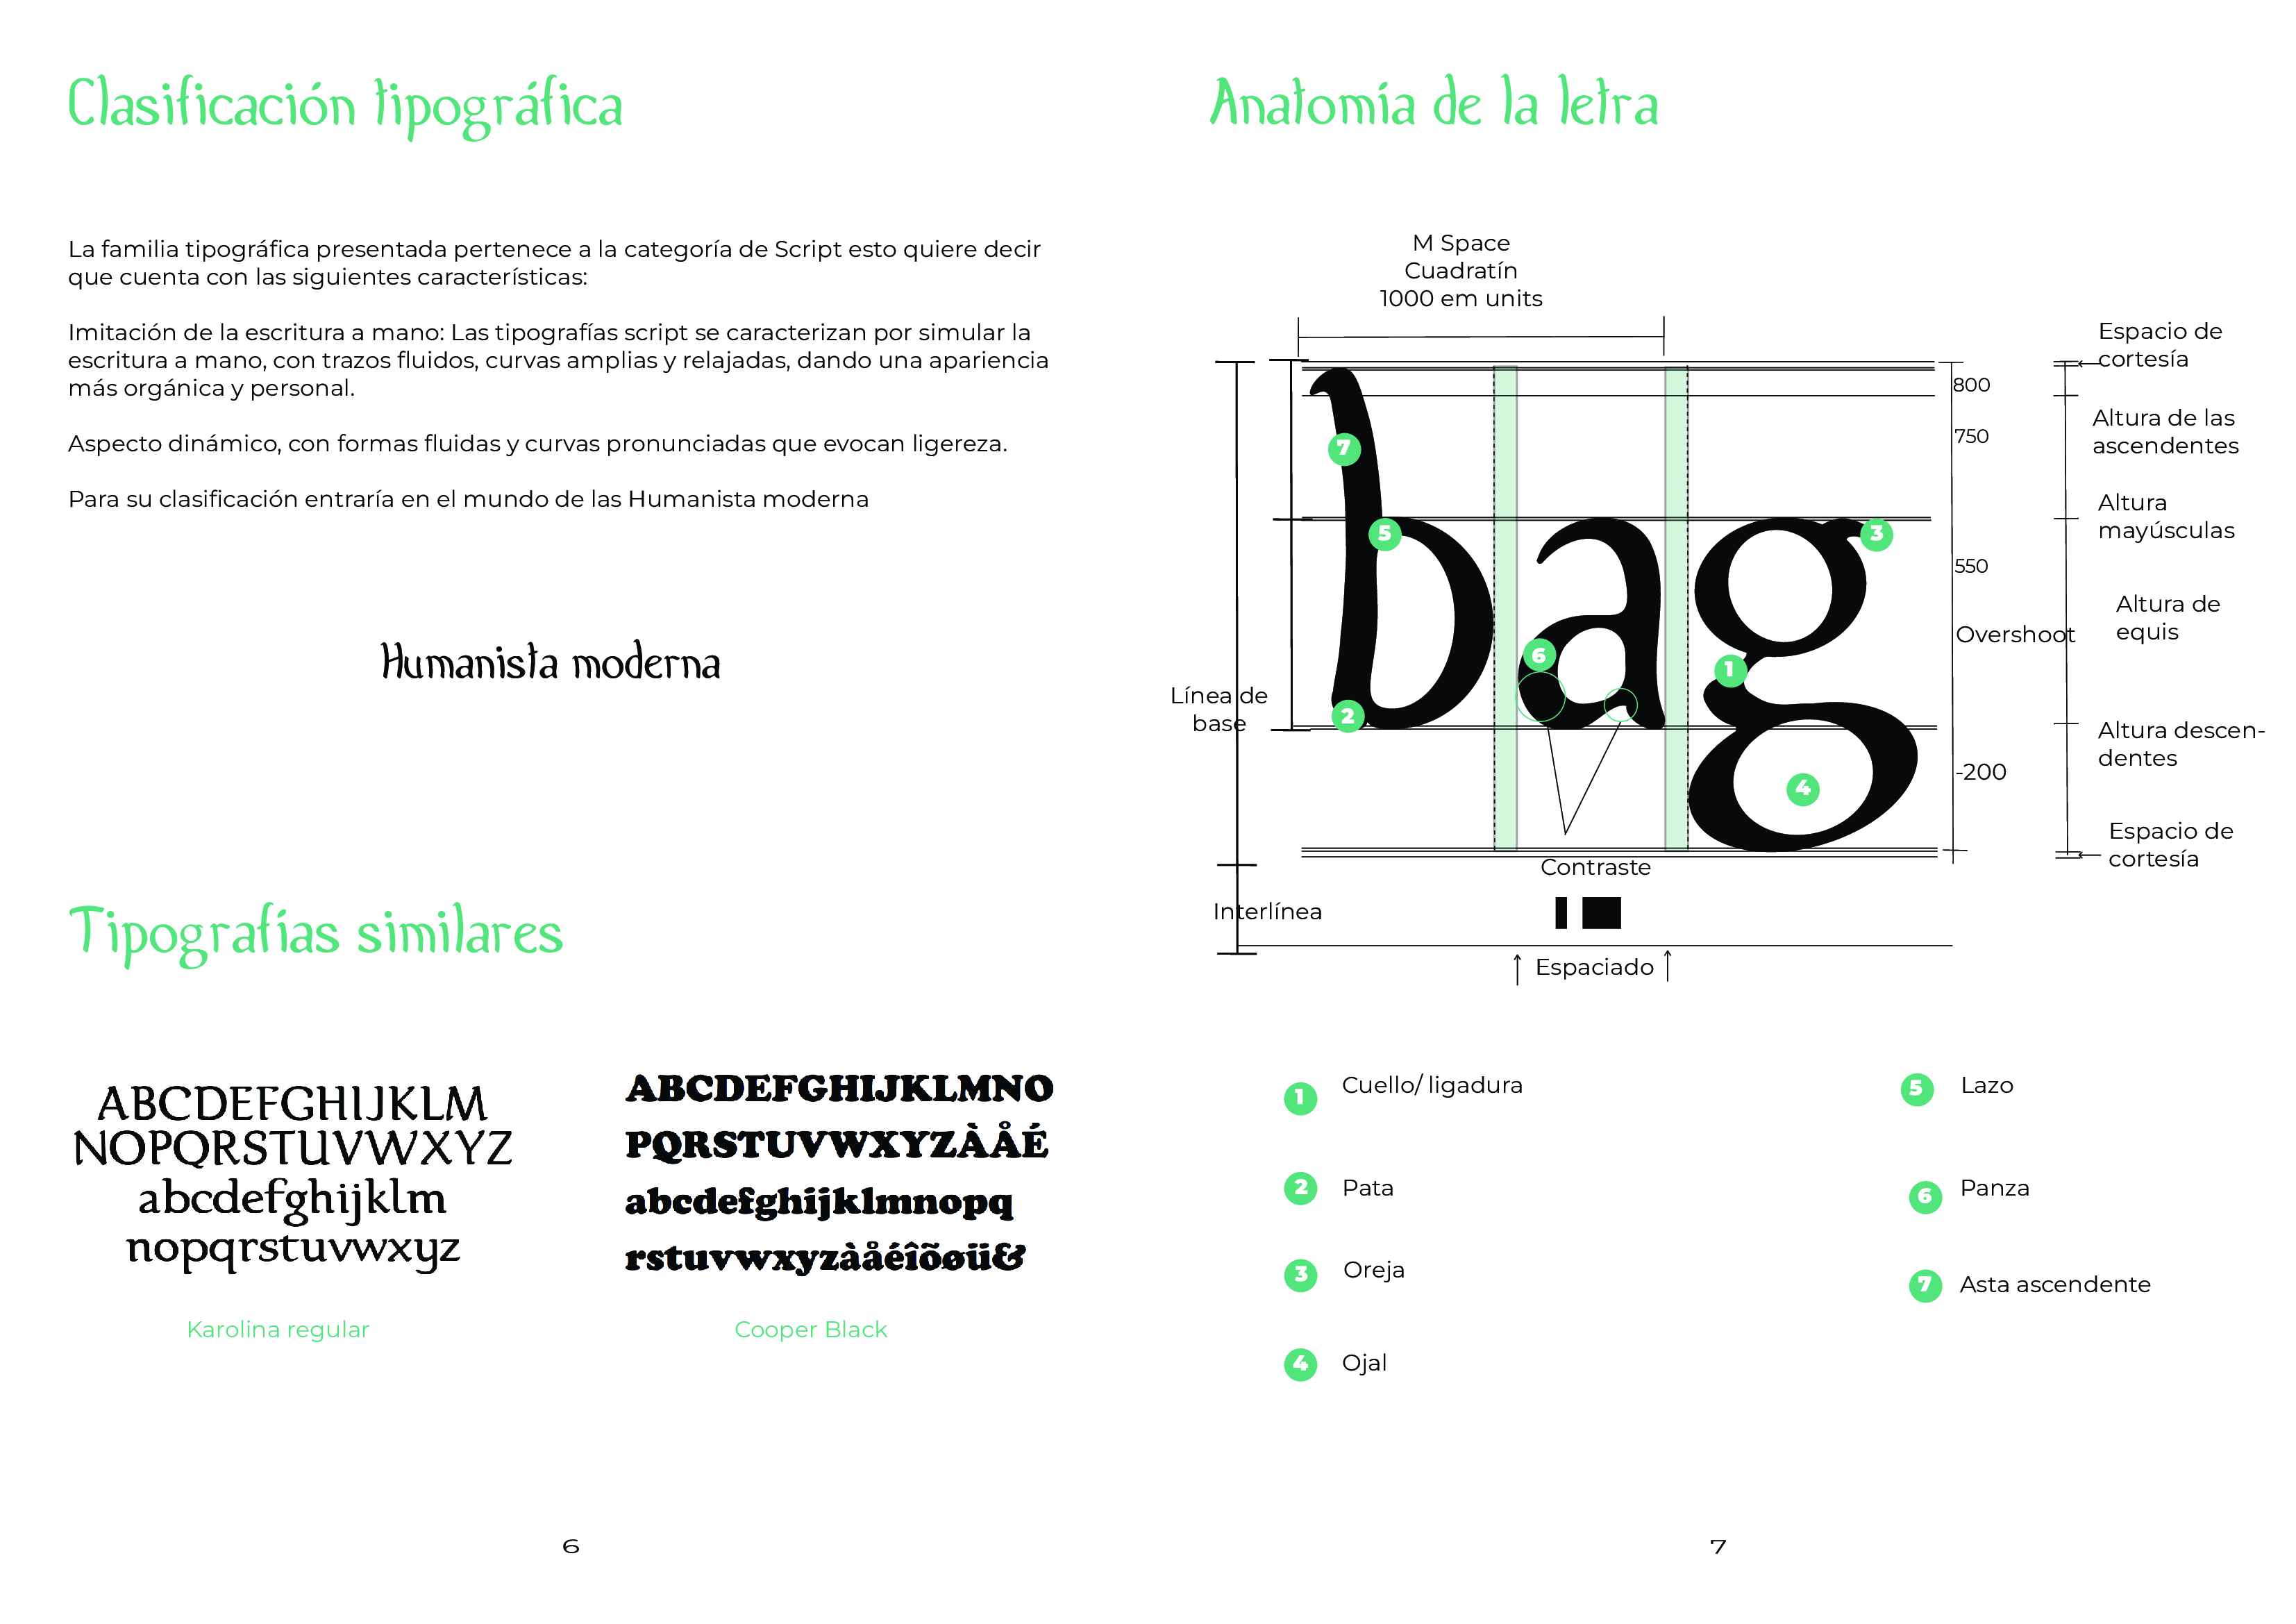 Clasificación tipográfica
La familia tipográfica presentada pertenece a la categoría de Script esto quiere decir
que cuenta con las siguientes características:
Imitación de la escritura a mano: Las tipografías script se caracterizan por simular la
escritura a mano, con trazos fluidos, curvas amplias y relajadas, dando una apariencia
más orgánica y personal.
Aspecto dinámico, con formas fluidas y curvas pronunciadas que evocan ligereza.
Para su clasificación entraría en el mundo de las Humanista moderna
Humanista moderna
Tipografías similares
ABCDEFGHIJKLM
NOPQRSTUVWXYZ
abcdefghijklm
nopqrstuvwxyz
Karolina regular
ABCDEFGHIJKLMNO
PQRSTUVWXYZÀÅÉ
abcdefghijklmnopq
rstuvwxyzàåéîõøü&
Cooper Black
6
Anatomía de la letra
M Space
Cuadratín
1000 em units
bag
7
5
3
6
1
2
4
Línea de
base
Interlínea
Contraste
Espaciado
800
750
550
Overshoot
-200
Espacio de
cortesía
Altura de las
ascendentes
Altura
mayúsculas
Altura de
equis
Altura descen-
dentes
Espacio de
cortesía
1 Cuello/ ligadura
2 Pata
3 Oreja
4 Ojal
5 Lazo
6 Panza
7 Asta ascendente
7